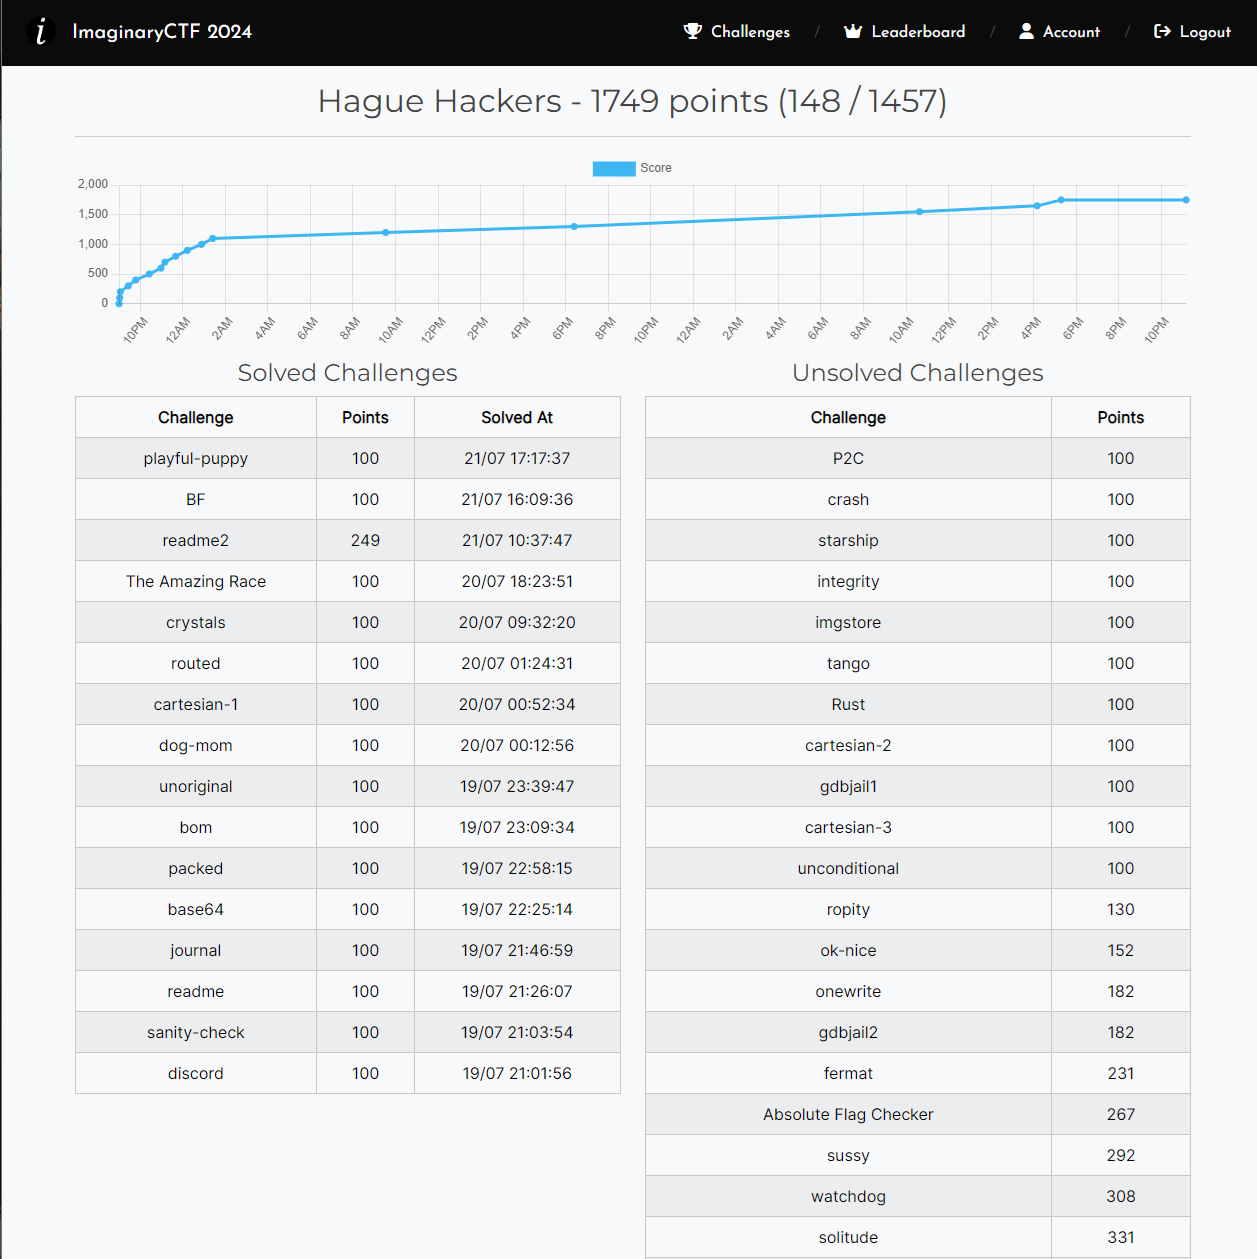 i ImaginaryCTF 2024 Challenges / Leaderboard / Account / Logout
Hague Hackers - 1749 points (148 / 1457)
Score
2,000
1,500
1,000
500
0
10PM 12AM 2AM 4AM 6AM 8AM 10AM 12PM 2PM 4PM 6PM 8PM 10PM 12AM 2AM 4AM 6AM 8AM 10AM 12PM 2PM 4PM 6PM 8PM 10PM
Solved Challenges
Challenge Points Solved At
playful-puppy 100 21/07 17:17:37
BF 100 21/07 16:09:36
readme2 249 21/07 10:37:47
The Amazing Race 100 20/07 18:23:51
crystals 100 20/07 09:32:20
routed 100 20/07 01:24:31
cartesian-1 100 20/07 00:52:34
dog-mom 100 20/07 00:12:56
unoriginal 100 19/07 23:39:47
bom 100 19/07 23:09:34
packed 100 19/07 22:58:15
base64 100 19/07 22:25:14
journal 100 19/07 21:46:59
readme 100 19/07 21:26:07
sanity-check 100 19/07 21:03:54
discord 100 19/07 21:01:56
Unsolved Challenges
Challenge Points
P2C 100
crash 100
starship 100
integrity 100
imgstore 100
tango 100
Rust 100
cartesian-2 100
gdbjail1 100
cartesian-3 100
unconditional 100
ropity 130
ok-nice 152
onewrite 182
gdbjail2 182
fermat 231
Absolute Flag Checker 267
sussy 292
watchdog 308
solitude 331